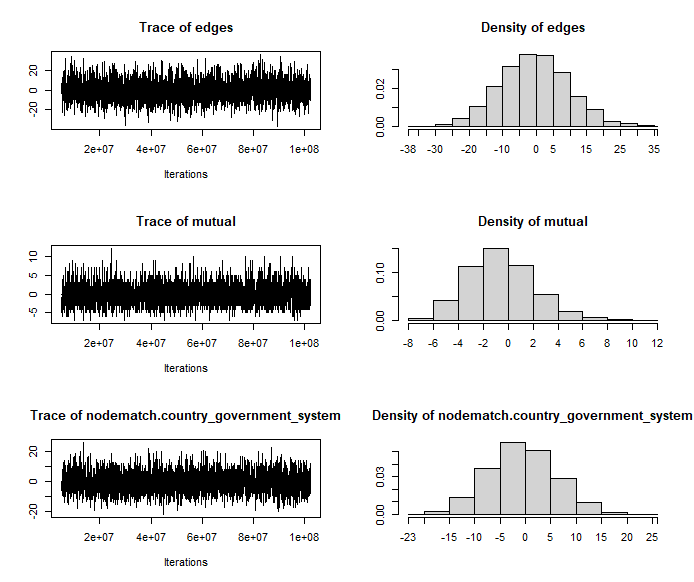 Trace of edges
20
0
-20
2e+07 4e+07 6e+07 8e+07 1e+08
Iterations
Density of edges
0.02
0.00
-38 -30 -20 -10 0 5 15 25 35
Trace of mutual
10
5
0
-5
2e+07 4e+07 6e+07 8e+07 1e+08
Iterations
Density of mutual
0.10
0.00
-8 -6 -4 -2 0 2 4 6 8 10 12
Trace of nodematch.country_government_system
20
0
-20
2e+07 4e+07 6e+07 8e+07 1e+08
Iterations
Density of nodematch.country_government_system
0.03
0.00
-23 -15 -10 -5 0 5 10 15 20 25